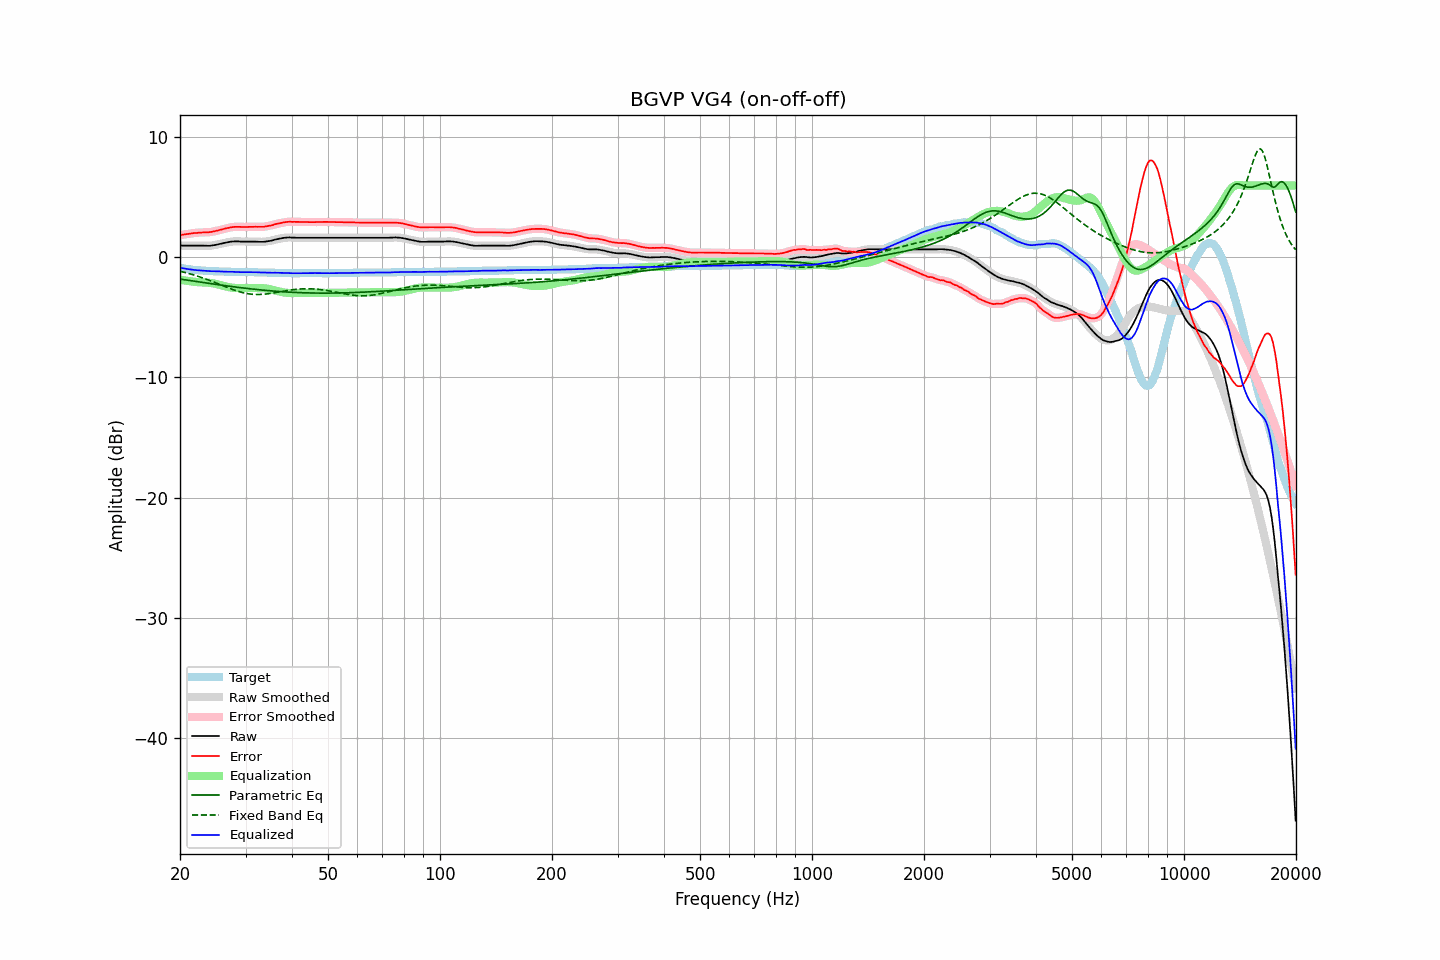 BGVP VG4 (on-off-off)
Amplitude (dBr)
10
0
−10
−20
−30
−40
Target
Raw Smoothed
Error Smoothed
Raw
Error
Equalization
Parametric Eq
Fixed Band Eq
Equalized
20 50 100 200 500 1000 2000 5000 10000 20000
Frequency (Hz)